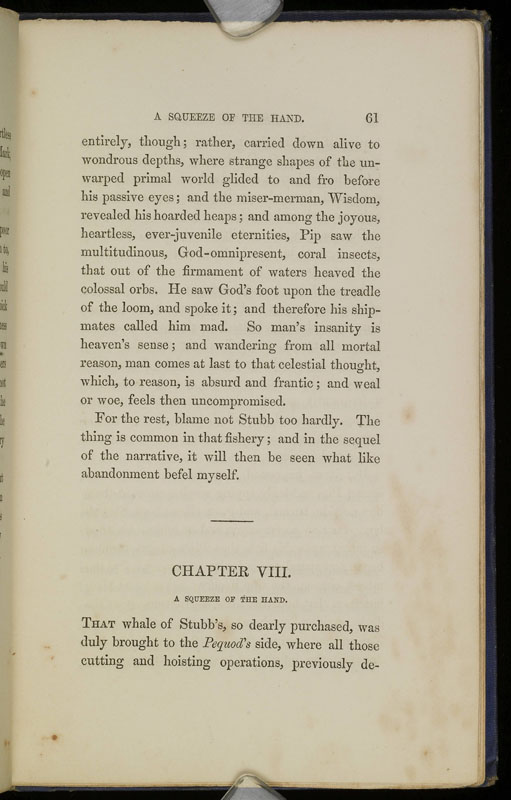 A SQUEEZE OF THE HAND. 61
entirely, though; rather, carried down alive to
wondrous depths, where strange shapes of the un-
warped primal world glided to and fro before
his passive eyes; and the miser-merman, Wisdom,
revealed his hoarded heaps; and among the joyous,
heartless, ever-juvenile eternities, Pip saw the
multitudinous, God-omnipresent, coral insects,
that out of the firmament of waters heaved the
colossal orbs. He saw God's foot upon the treadle
of the loom, and spoke it; and therefore his ship-
mates called him mad. So man's insanity is
heaven's sense; and wandering from all mortal
reason, man comes at last to that celestial thought,
which, to reason, is absurd and frantic; and weal
or woe, feels then uncompromised.
For the rest, blame not Stubb too hardly. The
thing is common in that fishery; and in the sequel
of the narrative, it will then be seen what like
abandonment befel myself.
CHAPTER VIII.
A SQUEEZE OF THE HAND.
THAT whale of Stubb's, so dearly purchased, was
duly brought to the Pequod's side, where all those
cutting and hoisting operations, previously de-